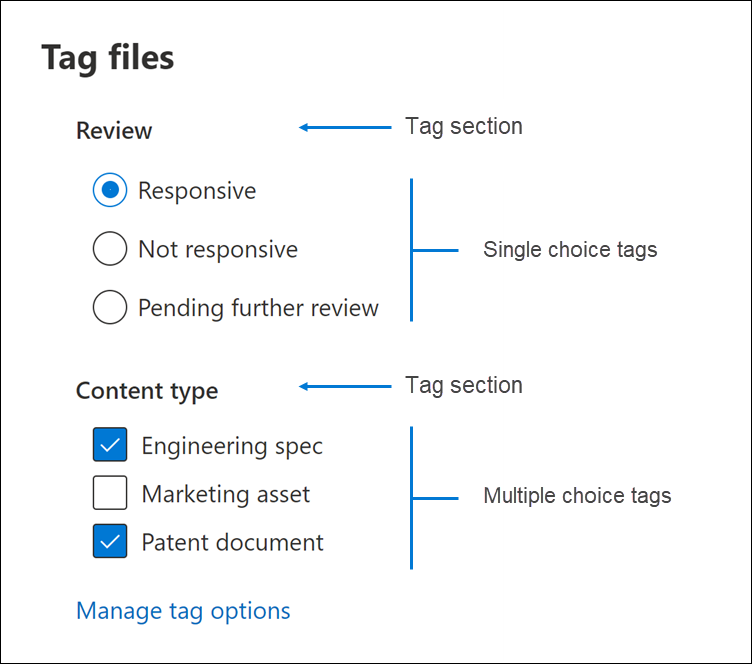 Tag files
Review
Tag section
Responsive
Not responsive
Single choice tags
Pending further review
Content type
Tag section
Engineering spec
Marketing asset
Multiple choice tags
Patent document
Manage tag options